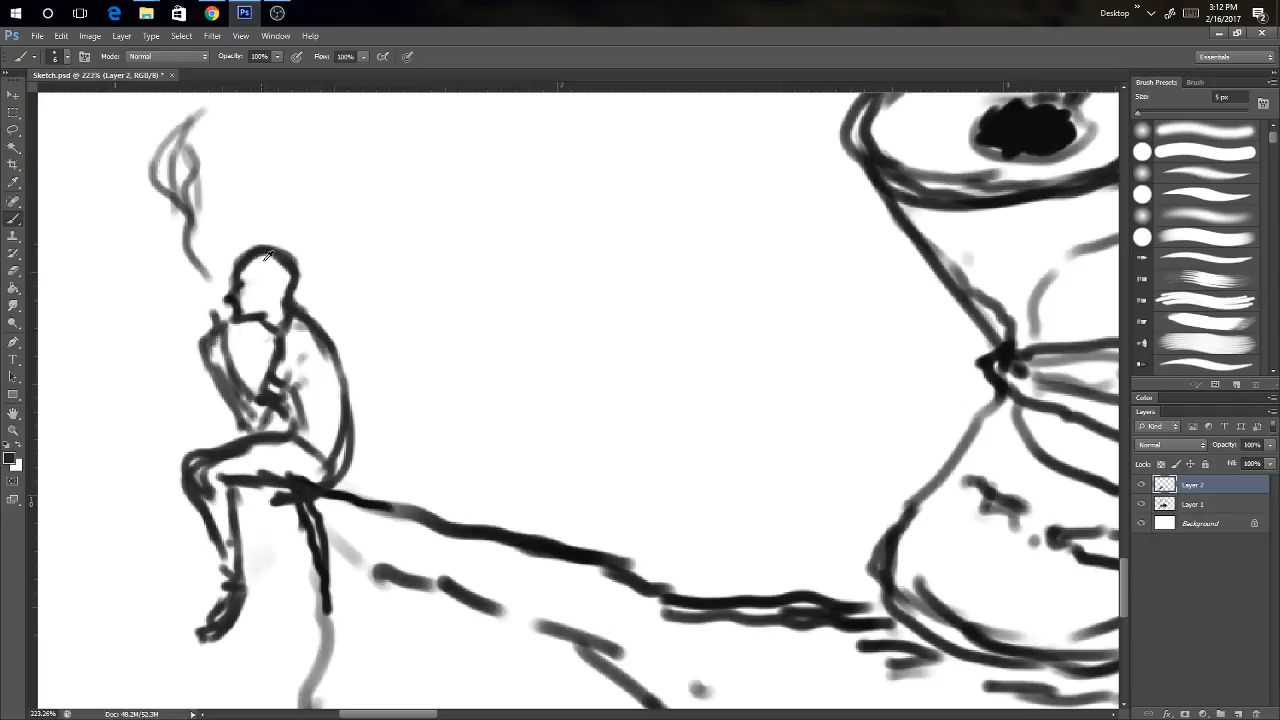 Desktop
3:12 PM
2/16/2017
Ps File Edit Image Layer Type Select Filter View Window Help
Mode: Normal Opacity: 100% Flow: 100% Essentials
Sketch.psd @ 223% (Layer 2, RGB/8) *
Brush Presets Brush
Size: 5 px
Color
Layers
Kind
Normal Opacity: 100%
Lock: Fill: 100%
Layer 2
Layer 1
Background
223.26% Doc: 48.2M/52.3M